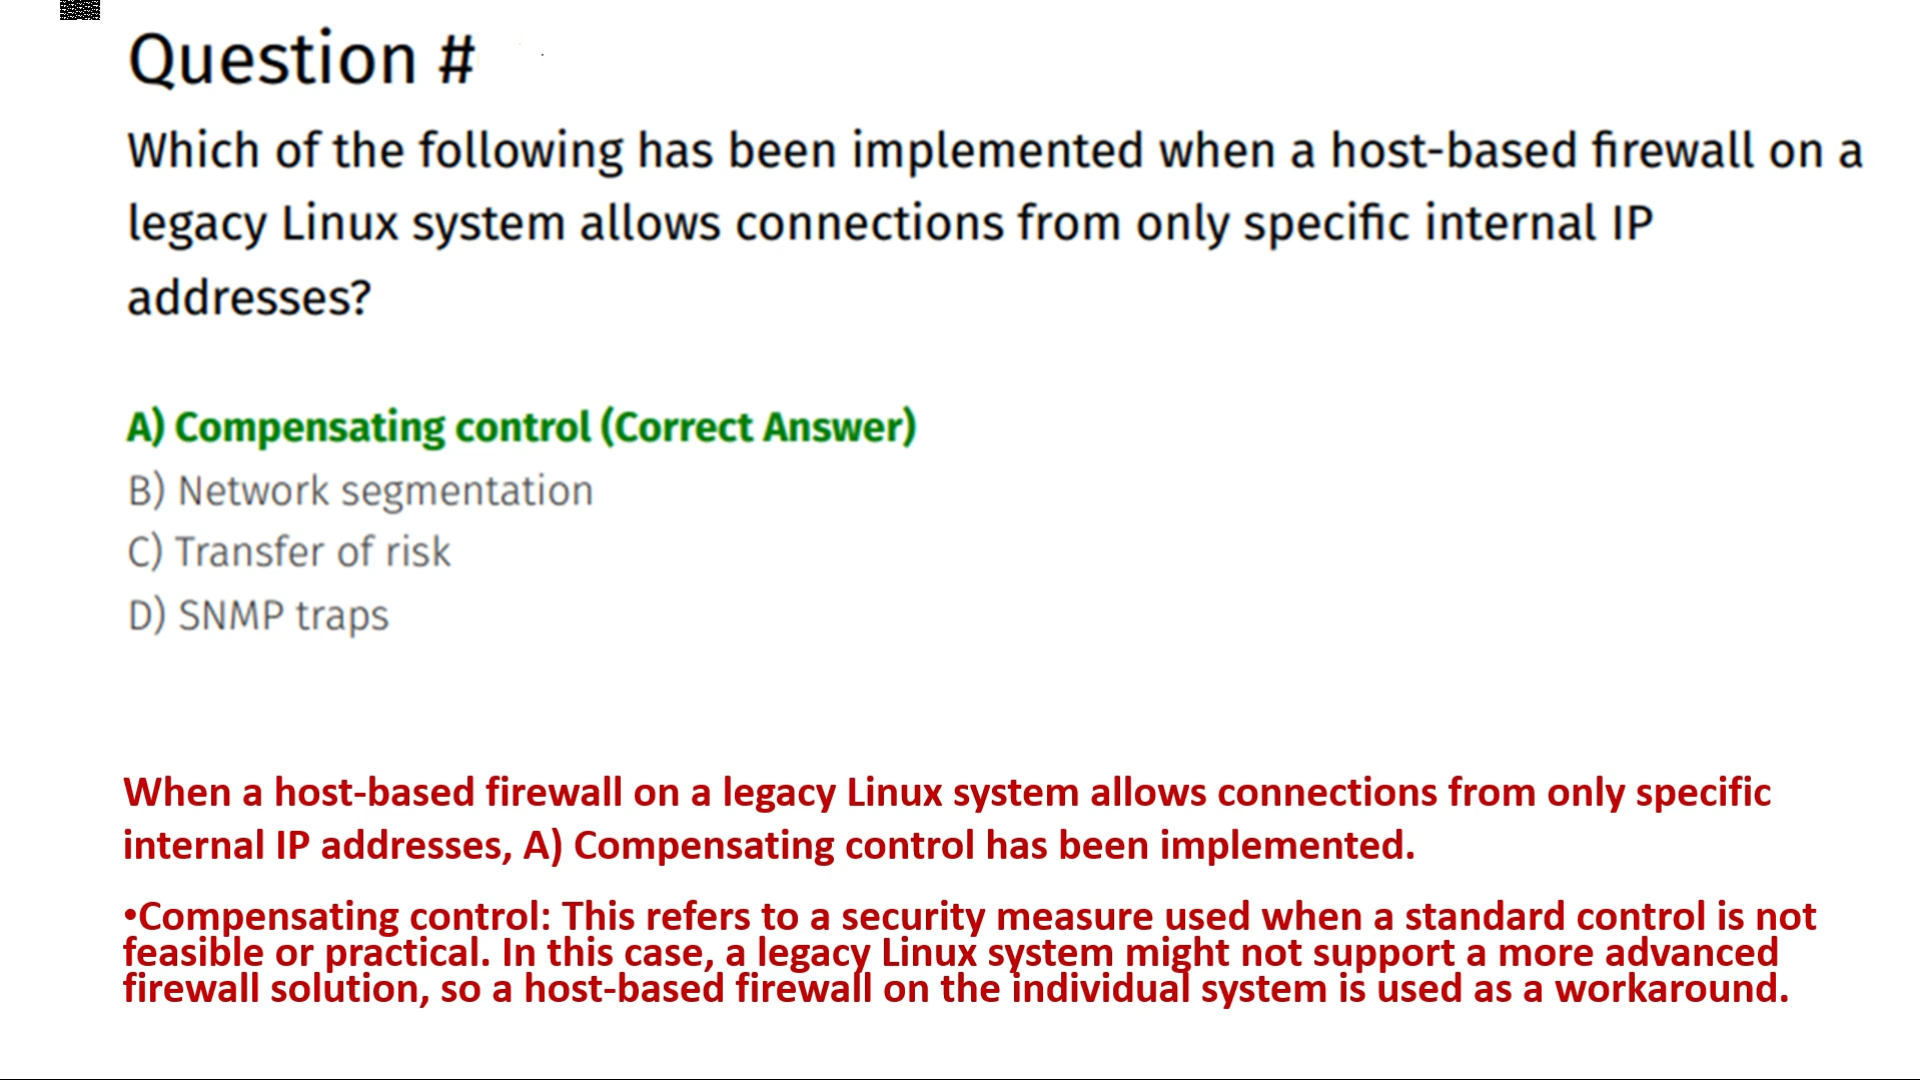 Question #
Which of the following has been implemented when a host-based firewall on a
legacy Linux system allows connections from only specific internal IP
addresses?
A) Compensating control (Correct Answer)
B) Network segmentation
C) Transfer of risk
D) SNMP traps
When a host-based firewall on a legacy Linux system allows connections from only specific
internal IP addresses, A) Compensating control has been implemented.
•Compensating control: This refers to a security measure used when a standard control is not
feasible or practical. In this case, a legacy Linux system might not support a more advanced
firewall solution, so a host-based firewall on the individual system is used as a workaround.